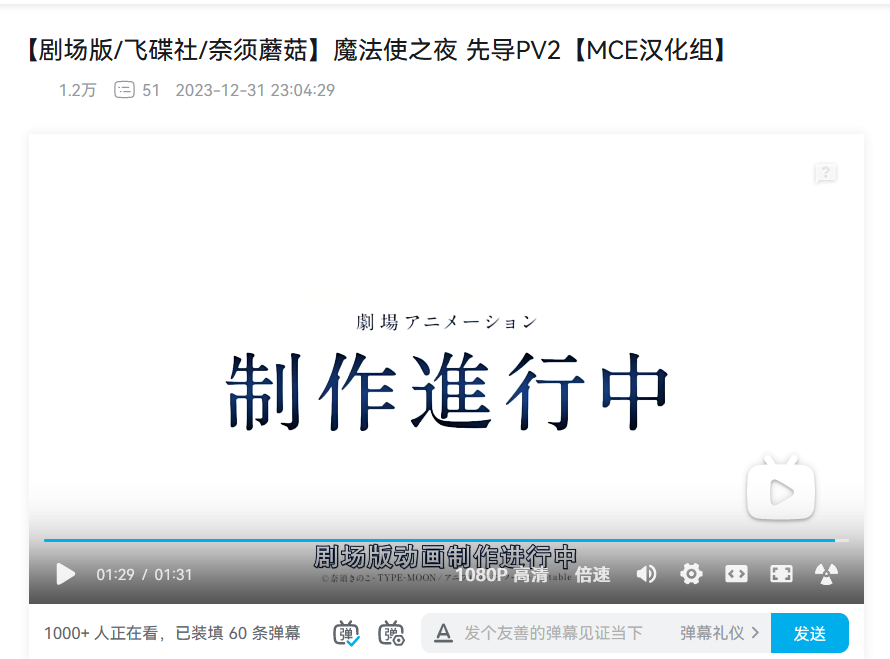 【剧场版/飞碟社/奈须蘑菇】魔法使之夜 先导PV2【MCE汉化组】
1.2万 51 2023-12-31 23:04:29
?
劇場アニメーション
制作進行中
剧场版动画制作进行中
©奈須きのこ・TYPE-MOON
01:29 / 01:31 1080P 高清 倍速
1000+ 人正在看，已装填 60 条弹幕 弹 弹 A 发个友善的弹幕见证当下 弹幕礼仪 发送